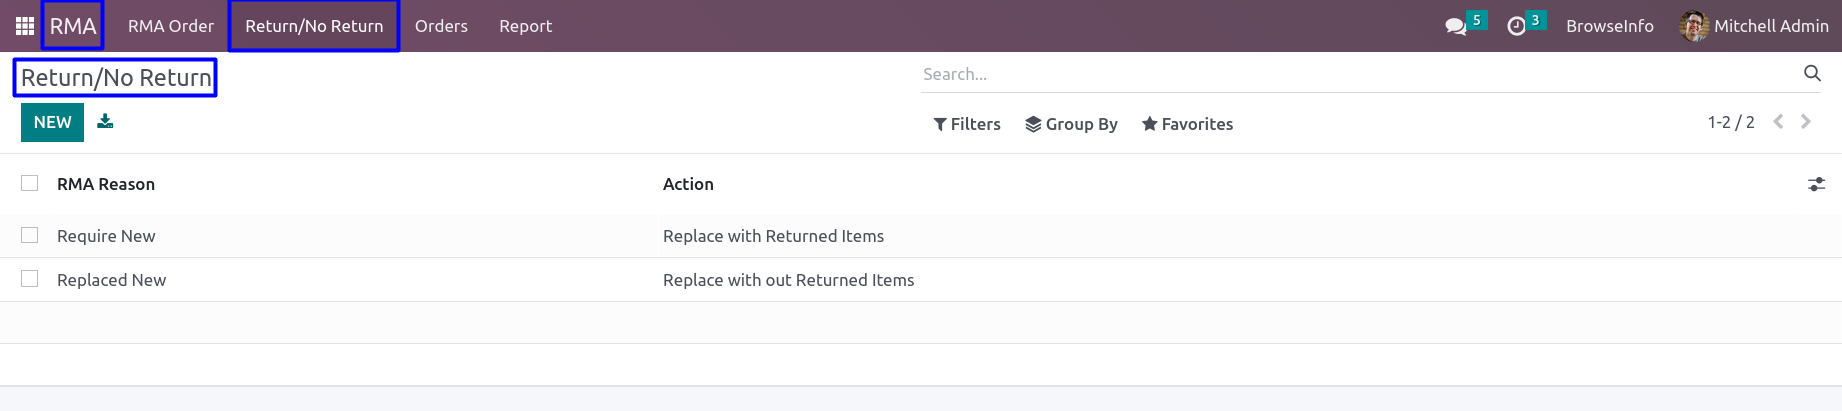 RMA RMA Order Return/No Return Orders Report 5 3 BrowseInfo Mitchell Admin
Return/No Return Search...
NEW Filters Group By Favorites 1-2 / 2
RMA Reason Action
Require New Replace with Returned Items
Replaced New Replace with out Returned Items